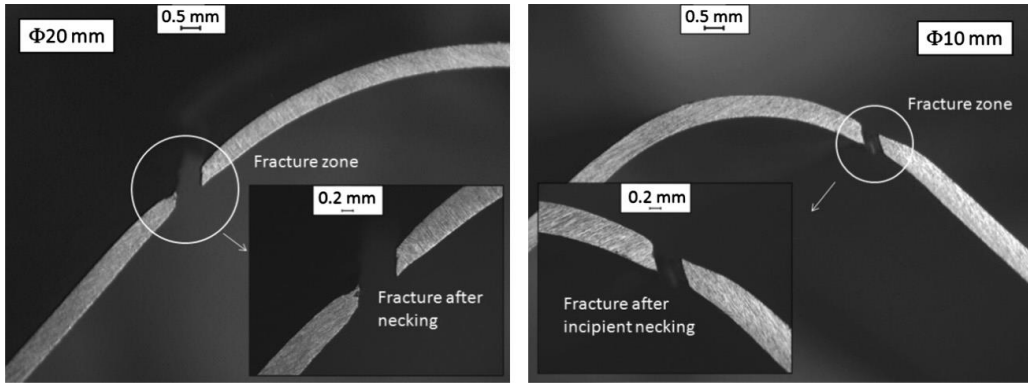 Φ20 mm
0.5 mm
Fracture zone
0.2 mm
Fracture after
necking
0.5 mm
Φ10 mm
Fracture zone
0.2 mm
Fracture after
incipient necking